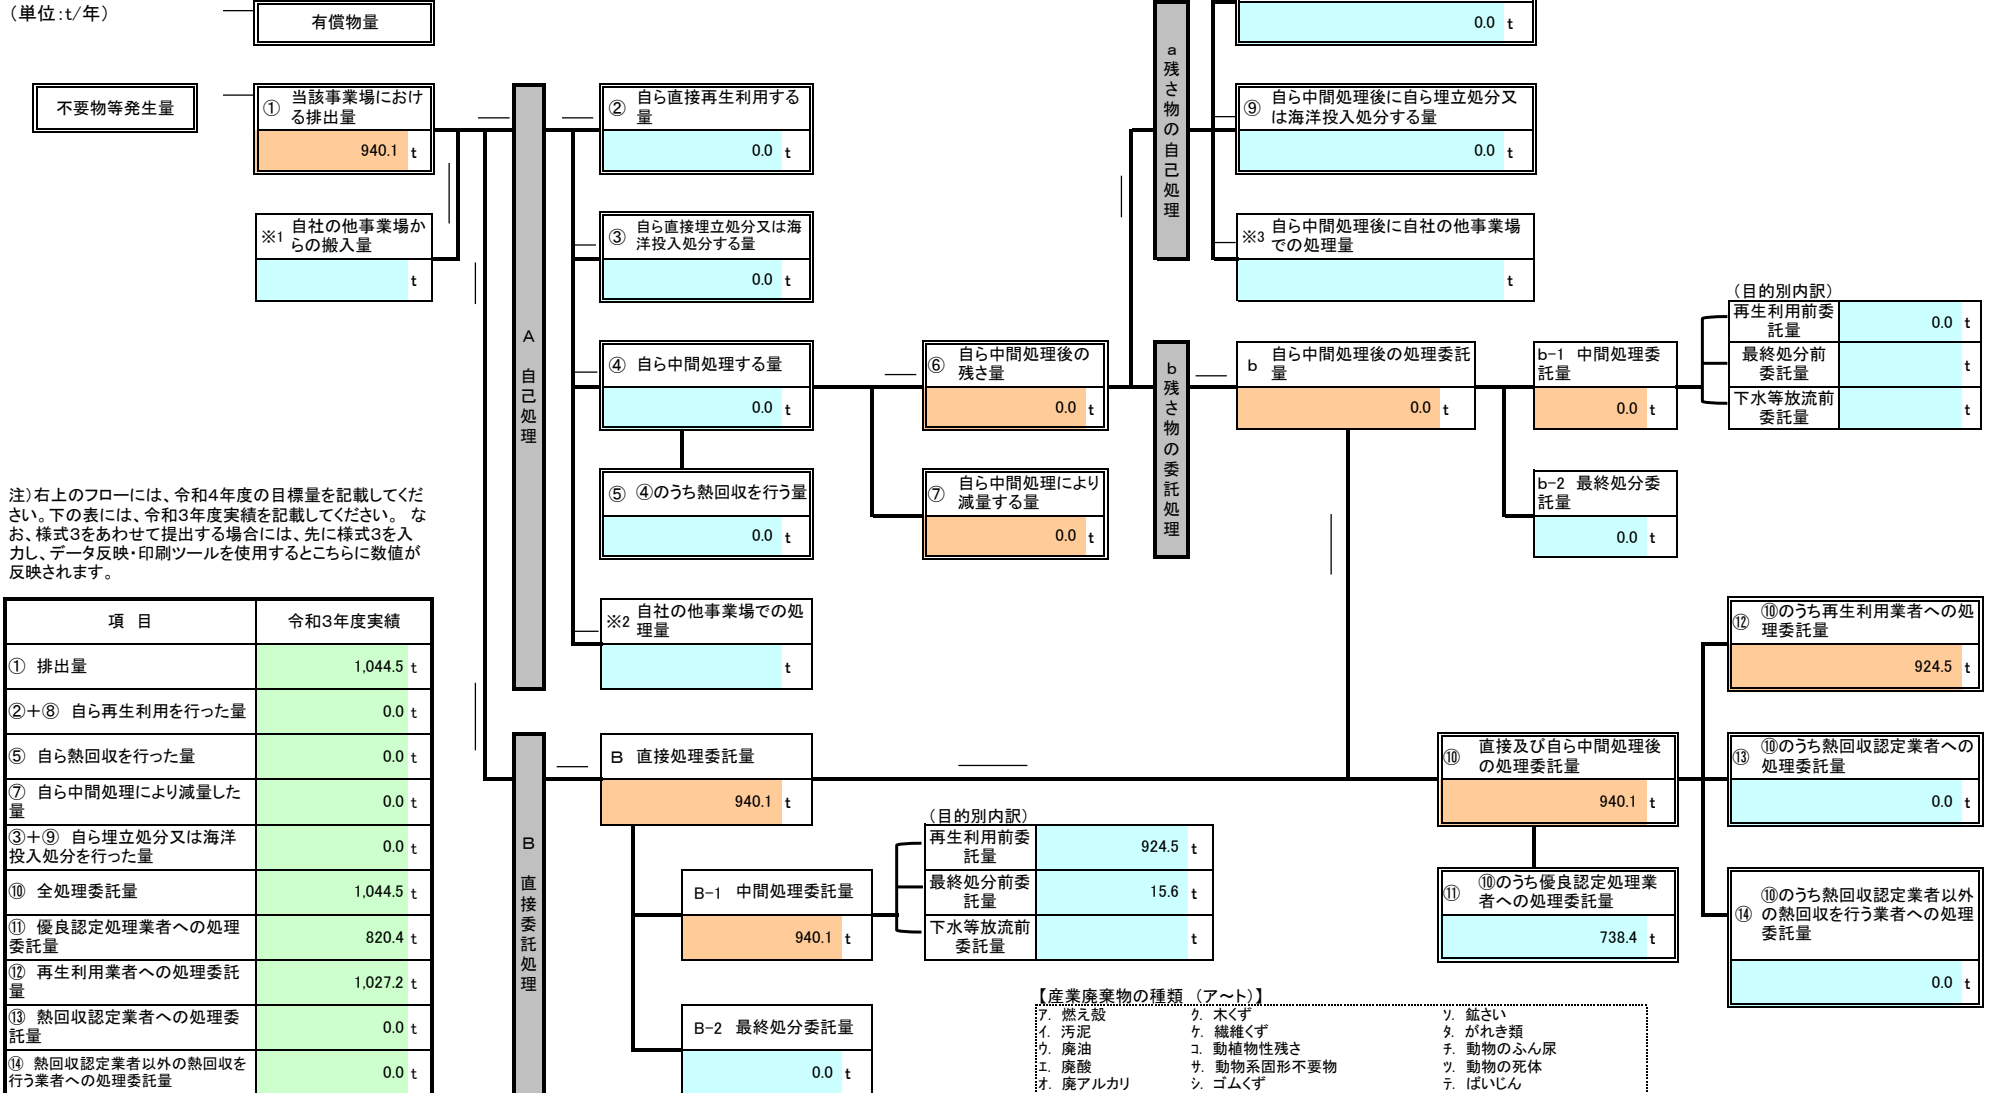 （単位：t/年）
有償物量
不要物等発生量
① 当該事業場におけ
る排出量
940.1 t
※1 自社の他事業場か
らの搬入量
t
A 自己処理
② 自ら直接再生利用する
量
0.0 t
③ 自ら直接埋立処分又は海
洋投入処分する量
0.0 t
④ 自ら中間処理する量
0.0 t
⑤ ④のうち熱回収を行う量
0.0 t
※2 自社の他事業場での処
理量
t
⑥ 自ら中間処理後の
残さ量
0.0 t
⑦ 自ら中間処理により
減量する量
0.0 t
a 残さ物の自己処理
0.0 t
⑨ 自ら中間処理後に自ら埋立処分又
は海洋投入処分する量
0.0 t
※3 自ら中間処理後に自社の他事業場
での処理量
t
b 残さ物の委託処理
b 自ら中間処理後の処理委託
量
0.0 t
b-1 中間処理委
託量
0.0 t
b-2 最終処分委
託量
0.0 t
（目的別内訳）
再生利用前委
託量
0.0 t
最終処分前
委託量
t
下水等放流前
委託量
t
注）右上のフローには、令和４年度の目標量を記載してくだ
さい。下の表には、令和３年度実績を記載してください。 な
お、様式３をあわせて提出する場合には、先に様式３を入
力し、データ反映・印刷ツールを使用するとこちらに数値が
反映されます。
項 目 令和３年度実績
① 排出量 1,044.5 t
②＋⑧ 自ら再生利用を行った量 0.0 t
⑤ 自ら熱回収を行った量 0.0 t
⑦ 自ら中間処理により減量した
量 0.0 t
③＋⑨ 自ら埋立処分又は海洋
投入処分を行った量 0.0 t
⑩ 全処理委託量 1,044.5 t
⑪ 優良認定処理業者への処理
委託量 820.4 t
⑫ 再生利用業者への処理委託
量 1,027.2 t
⑬ 熱回収認定業者への処理委
託量 0.0 t
⑭ 熱回収認定業者以外の熱回収を
行う業者への処理委託量 0.0 t
B 直接委託処理
B 直接処理委託量
940.1 t
B-1 中間処理委託量
940.1 t
B-2 最終処分委託量
0.0 t
（目的別内訳）
再生利用前委
託量
924.5 t
最終処分前委
託量
15.6 t
下水等放流前
委託量
t
⑩ 直接及び自ら中間処理後
の処理委託量
940.1 t
⑪ ⑩のうち優良認定処理業
者への処理委託量
738.4 t
⑫ ⑩のうち再生利用業者への処
理委託量
924.5 t
⑬ ⑩のうち熱回収認定業者への
処理委託量
0.0 t
⑭ ⑩のうち熱回収認定業者以外
の熱回収を行う業者への処理
委託量
0.0 t
【産業廃棄物の種類 （ア～ト）】
ア. 燃え殻 ク. 木くず ソ. 鉱さい
イ. 汚泥 ケ. 繊維くず タ. がれき類
ウ. 廃油 コ. 動植物性残さ チ. 動物のふん尿
エ. 廃酸 サ. 動物系固形不要物 ツ. 動物の死体
オ. 廃アルカリ シ. ゴムくず テ. ばいじん